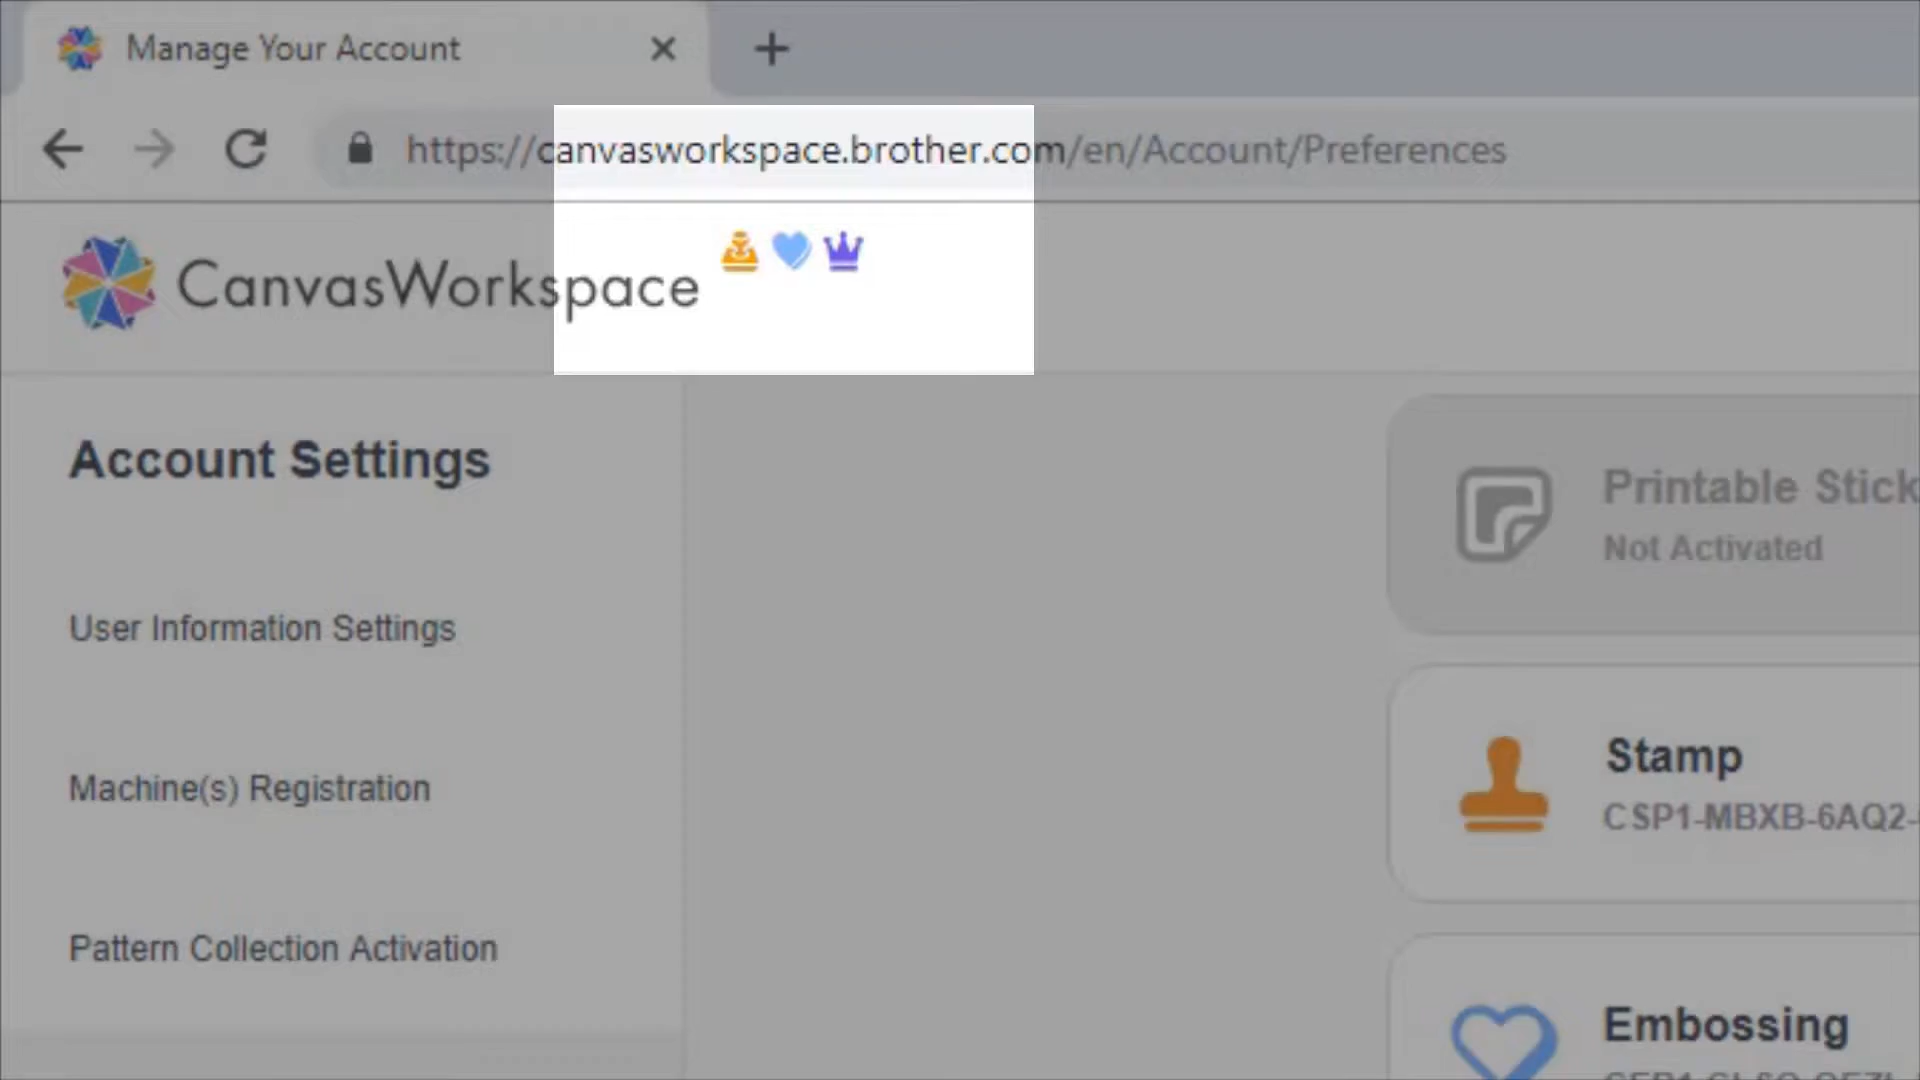 Manage Your Account
https://canvasworkspace.brother.com/en/Account/Preferences
CanvasWorkspace
Account Settings
User Information Settings
Machine(s) Registration
Pattern Collection Activation
Printable Stick
Not Activated
Stamp
CSP1-MBXB-6AQ2-
Embossing